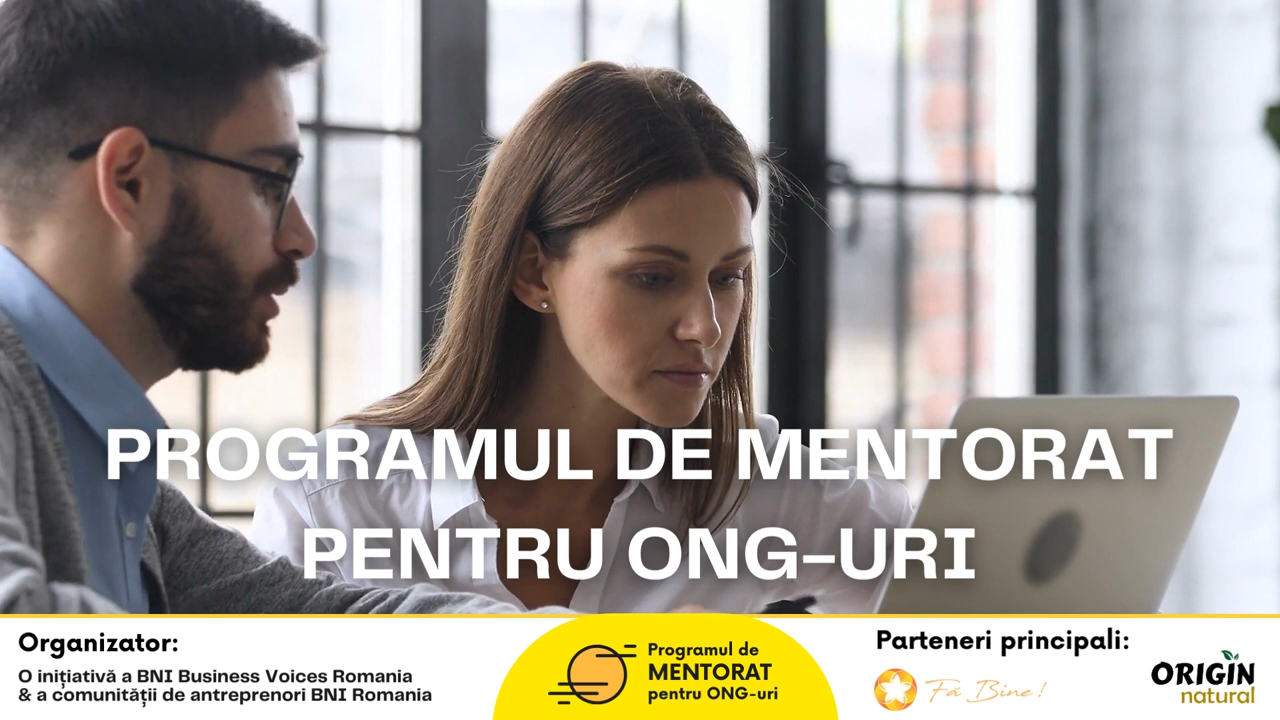 PROGRAMUL DE MENTORAT
PENTRU ONG-URI
Organizator:
O inițiativă a BNI Business Voices Romania
& a comunității de antreprenori BNI Romania
Programul de
MENTORAT
pentru ONG-uri
Parteneri principali:
Fă Bine!
ORIGIN
natural